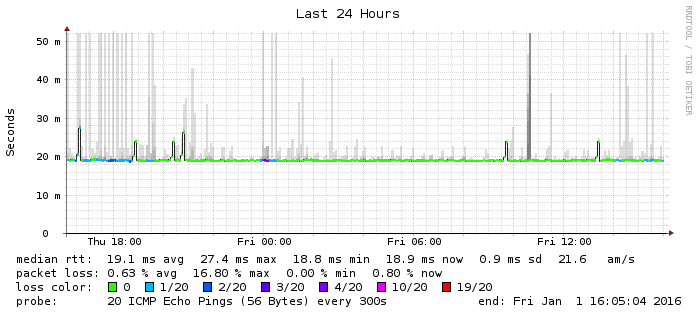 Last 24 Hours
RRDTOOL / TOBI OETIKER
Seconds
50 m
40 m
30 m
20 m
10 m
0
Thu 18:00 Fri 00:00 Fri 06:00 Fri 12:00
median rtt: 19.1 ms avg 27.4 ms max 18.8 ms min 18.9 ms now 0.9 ms sd 21.6 am/s
packet loss: 0.63 % avg 16.80 % max 0.00 % min 0.80 % now
loss color: 0 1/20 2/20 3/20 4/20 10/20 19/20
probe: 20 ICMP Echo Pings (56 Bytes) every 300s end: Fri Jan 1 16:05:04 2016